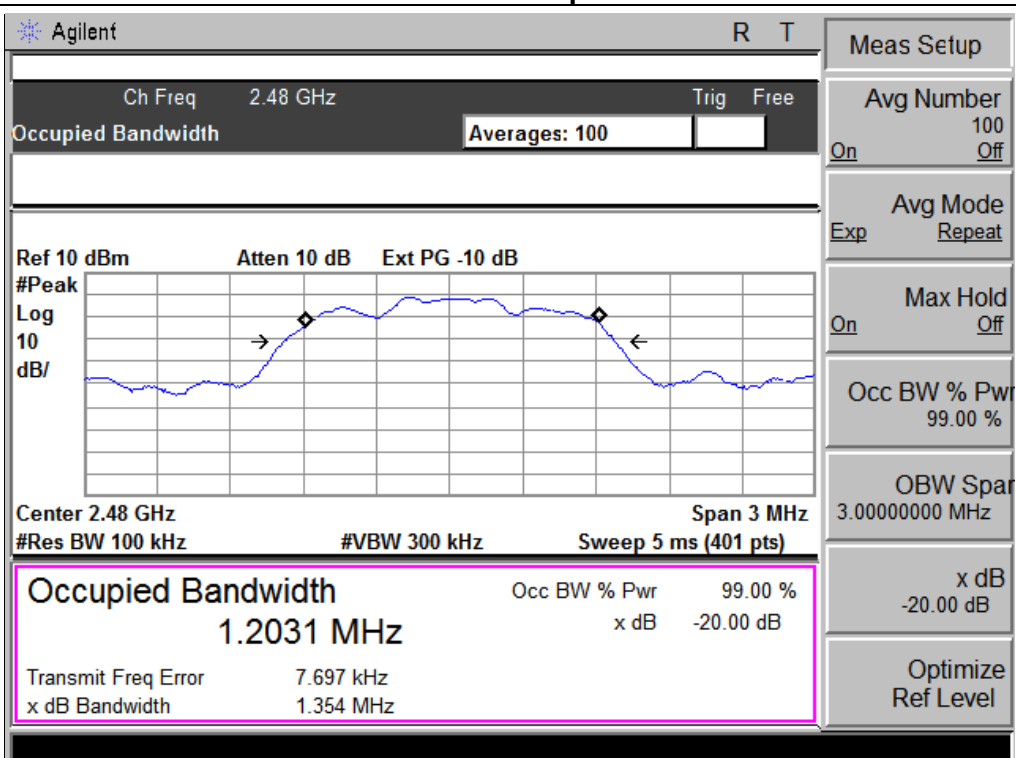 Agilent
R T
Ch Freq 2.48 GHz Trig Free
Occupied Bandwidth Averages: 100
Ref 10 dBm Atten 10 dB Ext PG -10 dB
#Peak
Log
10
dB/
Center 2.48 GHz Span 3 MHz
#Res BW 100 kHz #VBW 300 kHz Sweep 5 ms (401 pts)
Occupied Bandwidth
1.2031 MHz
Occ BW % Pwr 99.00 %
x dB -20.00 dB
Transmit Freq Error 7.697 kHz
x dB Bandwidth 1.354 MHz
Meas Setup
Avg Number
100
On Off
Avg Mode
Exp Repeat
Max Hold
On Off
Occ BW % Pwr
99.00 %
OBW Span
3.00000000 MHz
x dB
-20.00 dB
Optimize
Ref Level